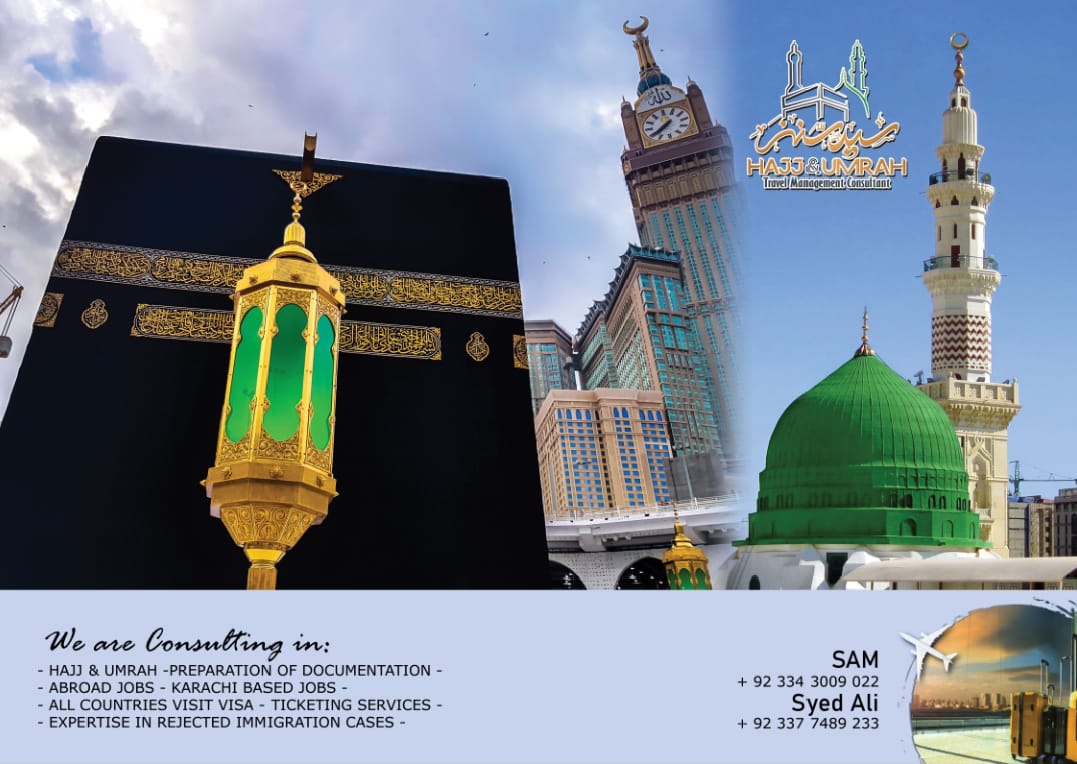 سید سنز
HAJJ & UMRAH
Travel Management Consultant
We are Consulting in:
- HAJJ & UMRAH -PREPARATION OF DOCUMENTATION -
- ABROAD JOBS - KARACHI BASED JOBS -
- ALL COUNTRIES VISIT VISA - TICKETING SERVICES -
- EXPERTISE IN REJECTED IMMIGRATION CASES -
SAM
+ 92 334 3009 022
Syed Ali
+ 92 337 7489 233